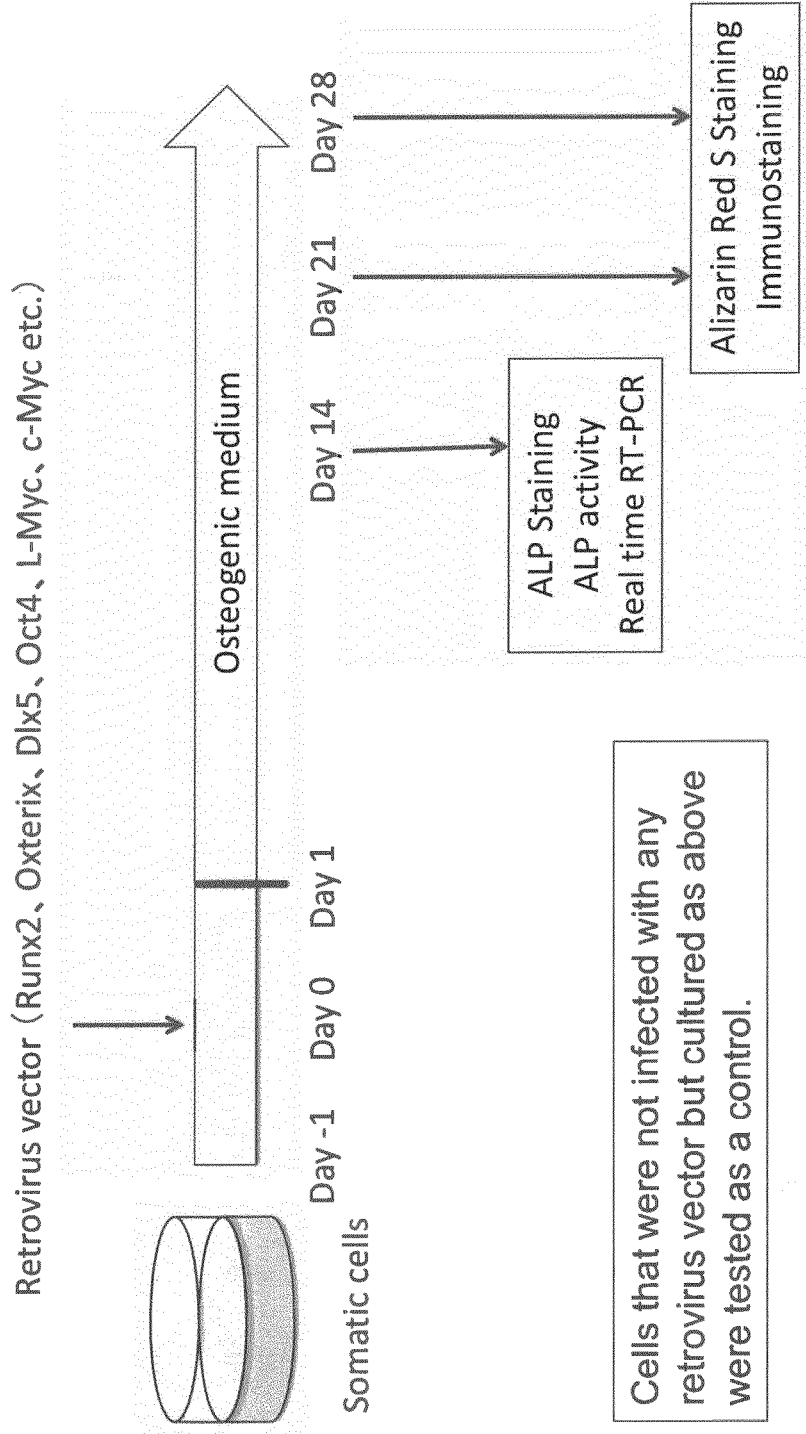 Retrovirus vector (Runx2、Oxterix、Dlx5、Oct4、L-Myc、c-Myc etc.)
Osteogenic medium
Day -1
Day 0
Day 1
Day 14
Day 21
Day 28
Somatic cells
ALP Staining
ALP activity
Real time RT-PCR
Alizarin Red S Staining
Immunostaining
Cells that were not infected with any
retrovirus vector but cultured as above
were tested as a control.